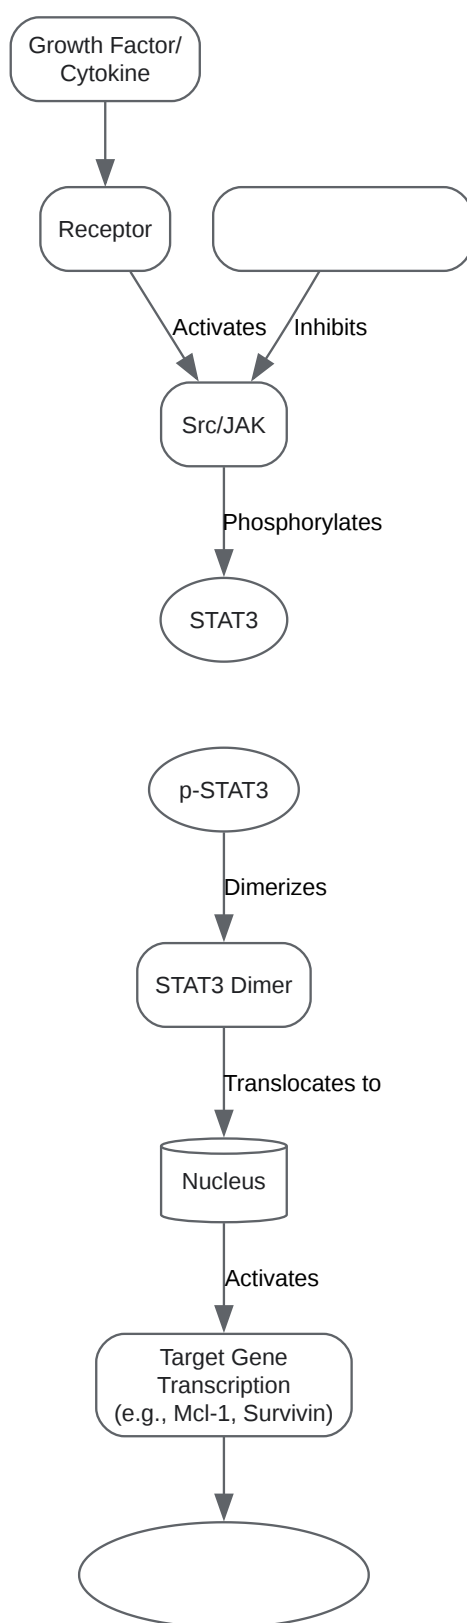 Growth Factor/
Cytokine
Receptor
Activates
Inhibits
Src/JAK
Phosphorylates
STAT3
p-STAT3
Dimerizes
STAT3 Dimer
Translocates to
Nucleus
Activates
Target Gene
Transcription
(e.g., Mcl-1, Survivin)